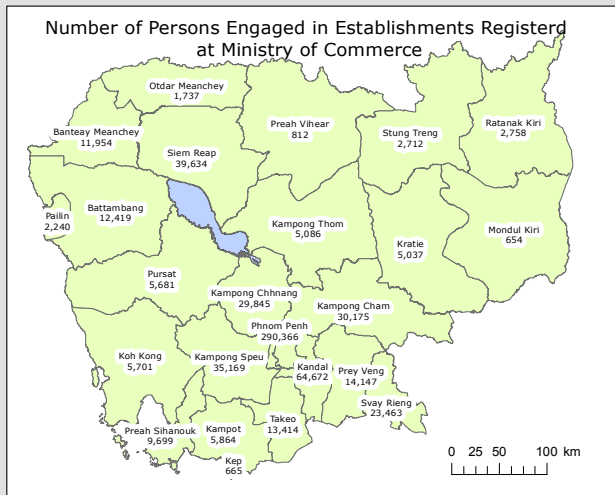 Number of Persons Engaged in Establishments Registerd
at Ministry of Commerce
Otdar Meanchey
1,737
Preah Vihear
812
Stung Treng
2,712
Ratanak Kiri
2,758
Banteay Meanchey
11,954
Siem Reap
39,634
Battambang
12,419
Pailin
2,240
Kampong Thom
5,086
Kratie
5,037
Mondul Kiri
654
Pursat
5,681
Kampong Chhnang
29,845
Kampong Cham
30,175
Phnom Penh
290,366
Koh Kong
5,701
Kampong Speu
35,169
Kandal
64,672
Prey Veng
14,147
Svay Rieng
23,463
Preah Sihanouk
9,699
Kampot
5,864
Takeo
13,414
Kep
665
0 25 50 100 km